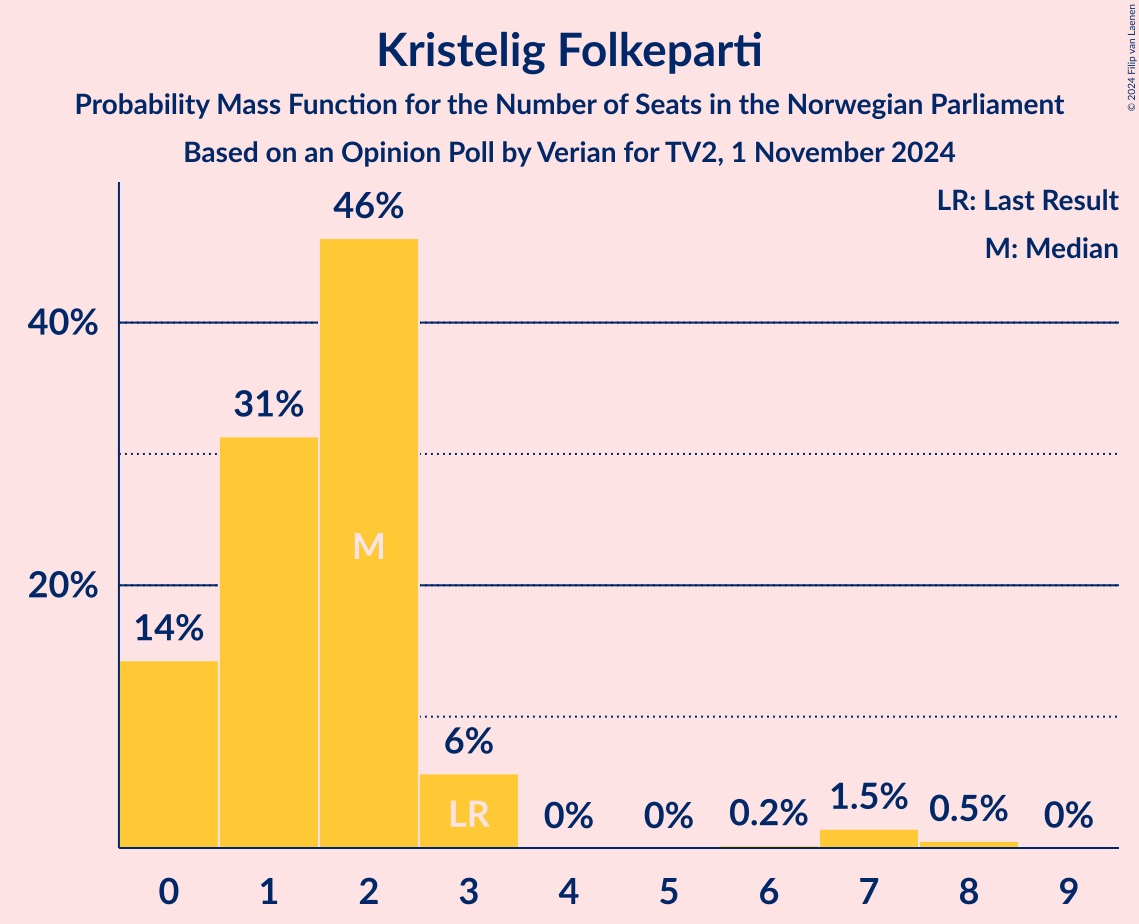 Kristelig Folkeparti
Probability Mass Function for the Number of Seats in the Norwegian Parliament
Based on an Opinion Poll by Verian for TV2, 1 November 2024
© 2024 Filip van Laenen
LR: Last Result
M: Median
40%
20%
14%
31%
46%
6%
0%
0%
0.2%
1.5%
0.5%
0%
M
LR
0 1 2 3 4 5 6 7 8 9